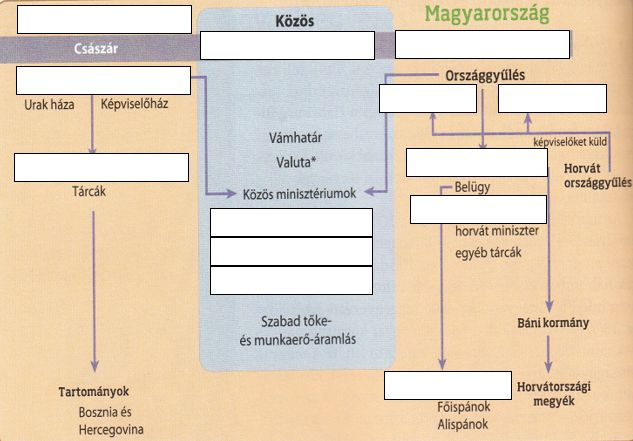 Közös
Magyarország
Császár
Országgyűlés
Urak háza
Képviselőház
Vámhatár
Valuta*
képviselőket küld
Horvát
országgyűlés
Tárcák
Közös minisztériumok
Belügy
horvát miniszter
egyéb tárcák
Szabad tőke-
és munkaerő-áramlás
Báni kormány
Tartományok
Bosznia és
Hercegovina
Főispánok
Alispánok
Horvátországi
megyék